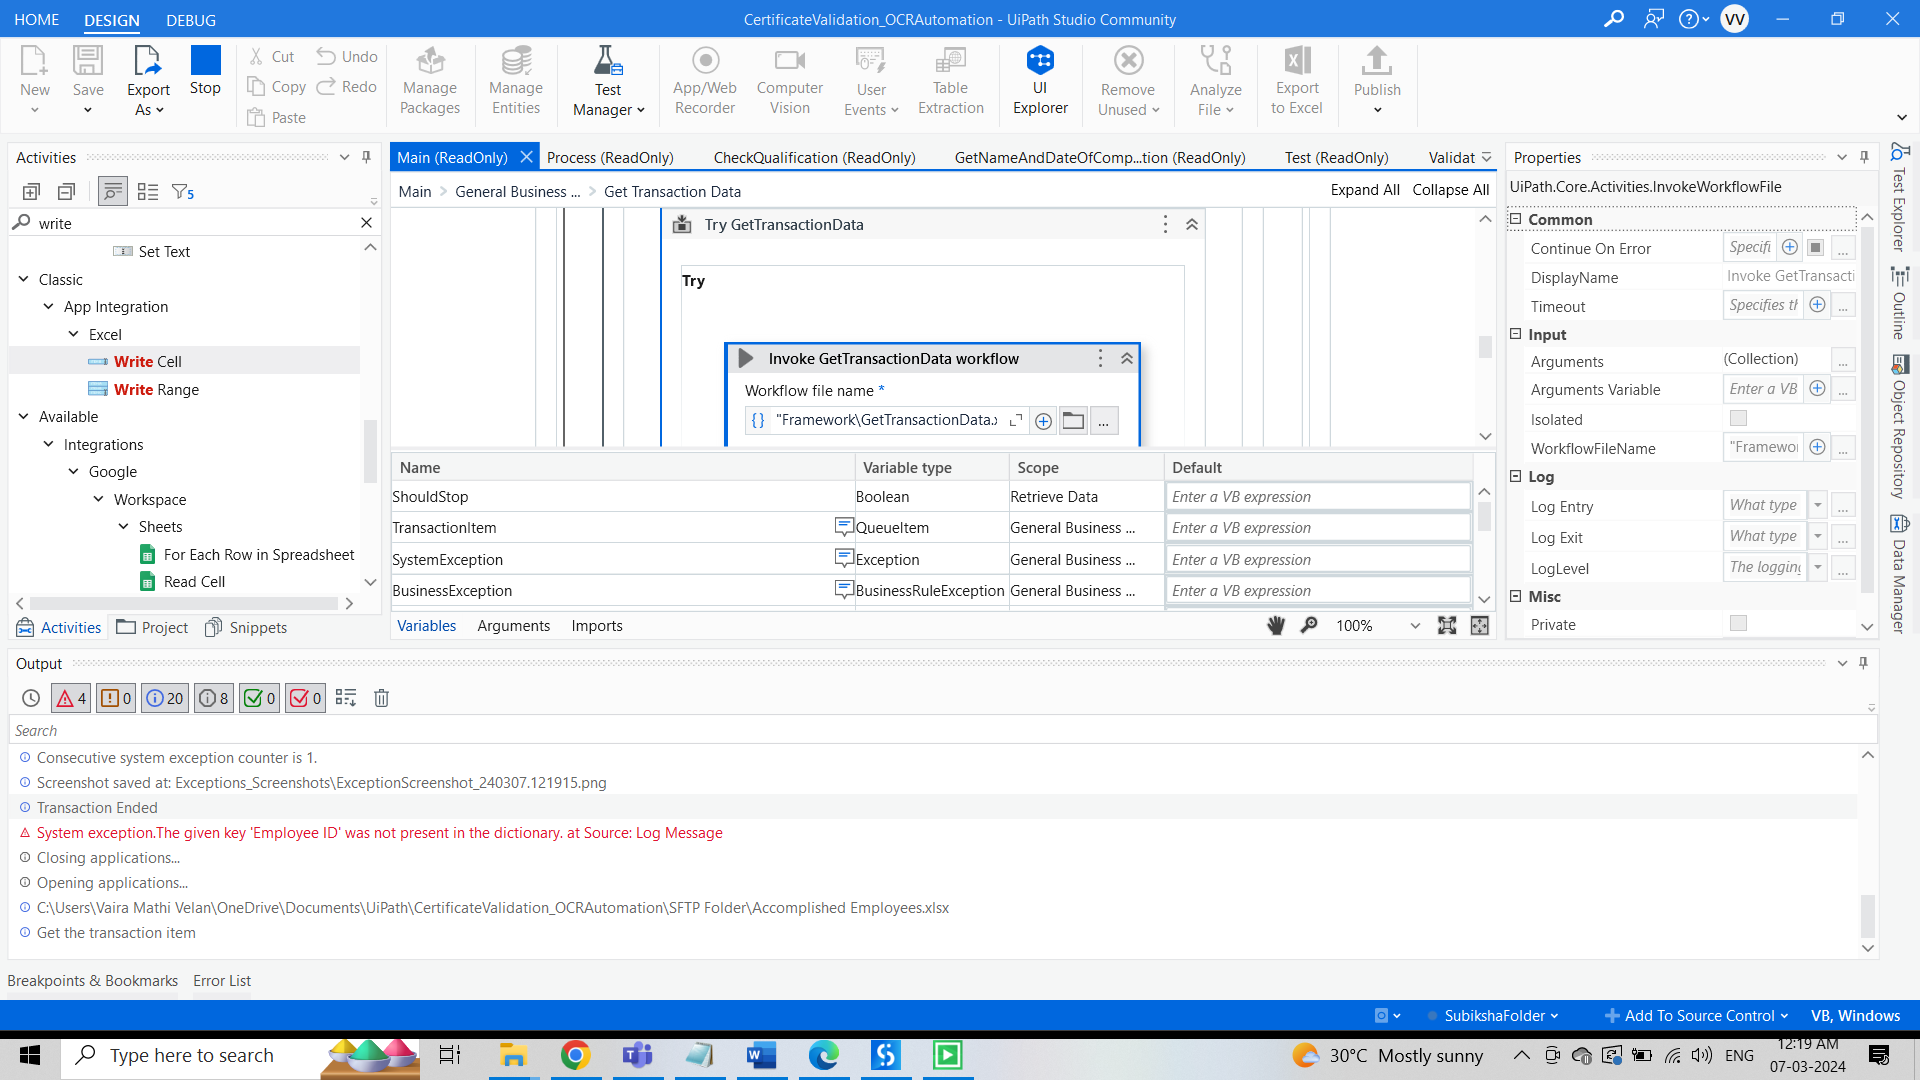 HOME DESIGN DEBUG
CertificateValidation_OCRAutomation - UiPath Studio Community
VV
New
Save
Export As
Stop
Cut
Copy
Paste
Undo
Redo
Manage Packages
Manage Entities
Test Manager
App/Web Recorder
Computer Vision
User Events
Table Extraction
UI Explorer
Remove Unused
Analyze File
Export to Excel
Publish
Activities
5
write
Set Text
Classic
App Integration
Excel
Write Cell
Write Range
Available
Integrations
Google
Workspace
Sheets
For Each Row in Spreadsheet
Read Cell
Activities Project Snippets
Main (ReadOnly) Process (ReadOnly) CheckQualification (ReadOnly) GetNameAndDateOfComp...tion (ReadOnly) Test (ReadOnly) Validat
Main > General Business ... > Get Transaction Data
Expand All Collapse All
Try GetTransactionData
Try
Invoke GetTransactionData workflow
Workflow file name *
{} "Framework\GetTransactionData.x
...
Name Variable type Scope Default
ShouldStop Boolean Retrieve Data Enter a VB expression
TransactionItem QueueItem General Business ... Enter a VB expression
SystemException Exception General Business ... Enter a VB expression
BusinessException BusinessRuleException General Business ... Enter a VB expression
Variables Arguments Imports
100%
Properties
UiPath.Core.Activities.InvokeWorkflowFile
Common
Continue On Error Specifi ...
DisplayName Invoke GetTransacti
Timeout Specifies th ...
Input
Arguments (Collection) ...
Arguments Variable Enter a VB ...
Isolated
WorkflowFileName "Framewo ...
Log
Log Entry What type ...
Log Exit What type ...
LogLevel The logging ...
Misc
Private
Test Explorer
Outline
Object Repository
Data Manager
Output
4 0 20 8 0 0
Search
Consecutive system exception counter is 1.
Screenshot saved at: Exceptions_Screenshots\ExceptionScreenshot_240307.121915.png
Transaction Ended
System exception.The given key 'Employee ID' was not present in the dictionary. at Source: Log Message
Closing applications...
Opening applications...
C:\Users\Vaira Mathi Velan\OneDrive\Documents\UiPath\CertificateValidation_OCRAutomation\SFTP Folder\Accomplished Employees.xlsx
Get the transaction item
Breakpoints & Bookmarks Error List
SubikshaFolder Add To Source Control VB, Windows
Type here to search
30°C Mostly sunny
ENG
12:19 AM
07-03-2024